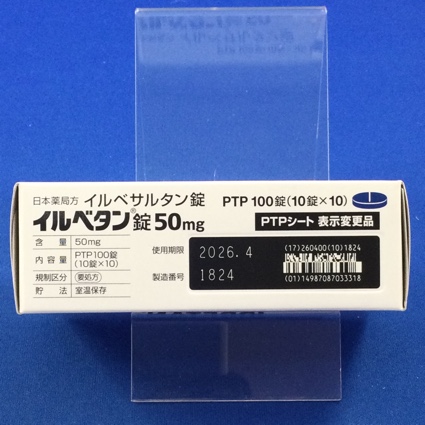 日本薬局方 イルベサルタン錠 PTP 100錠(10錠×10)
イルベタン®錠50mg
PTPシート 表示変更品
含 量 50mg
内容量 PTP100錠
(10錠×10)
規制区分 要処方
貯 法 室温保存
使用期限 2026.4
製造番号 1824
(17)260400(10)1824
(01)14987087033318